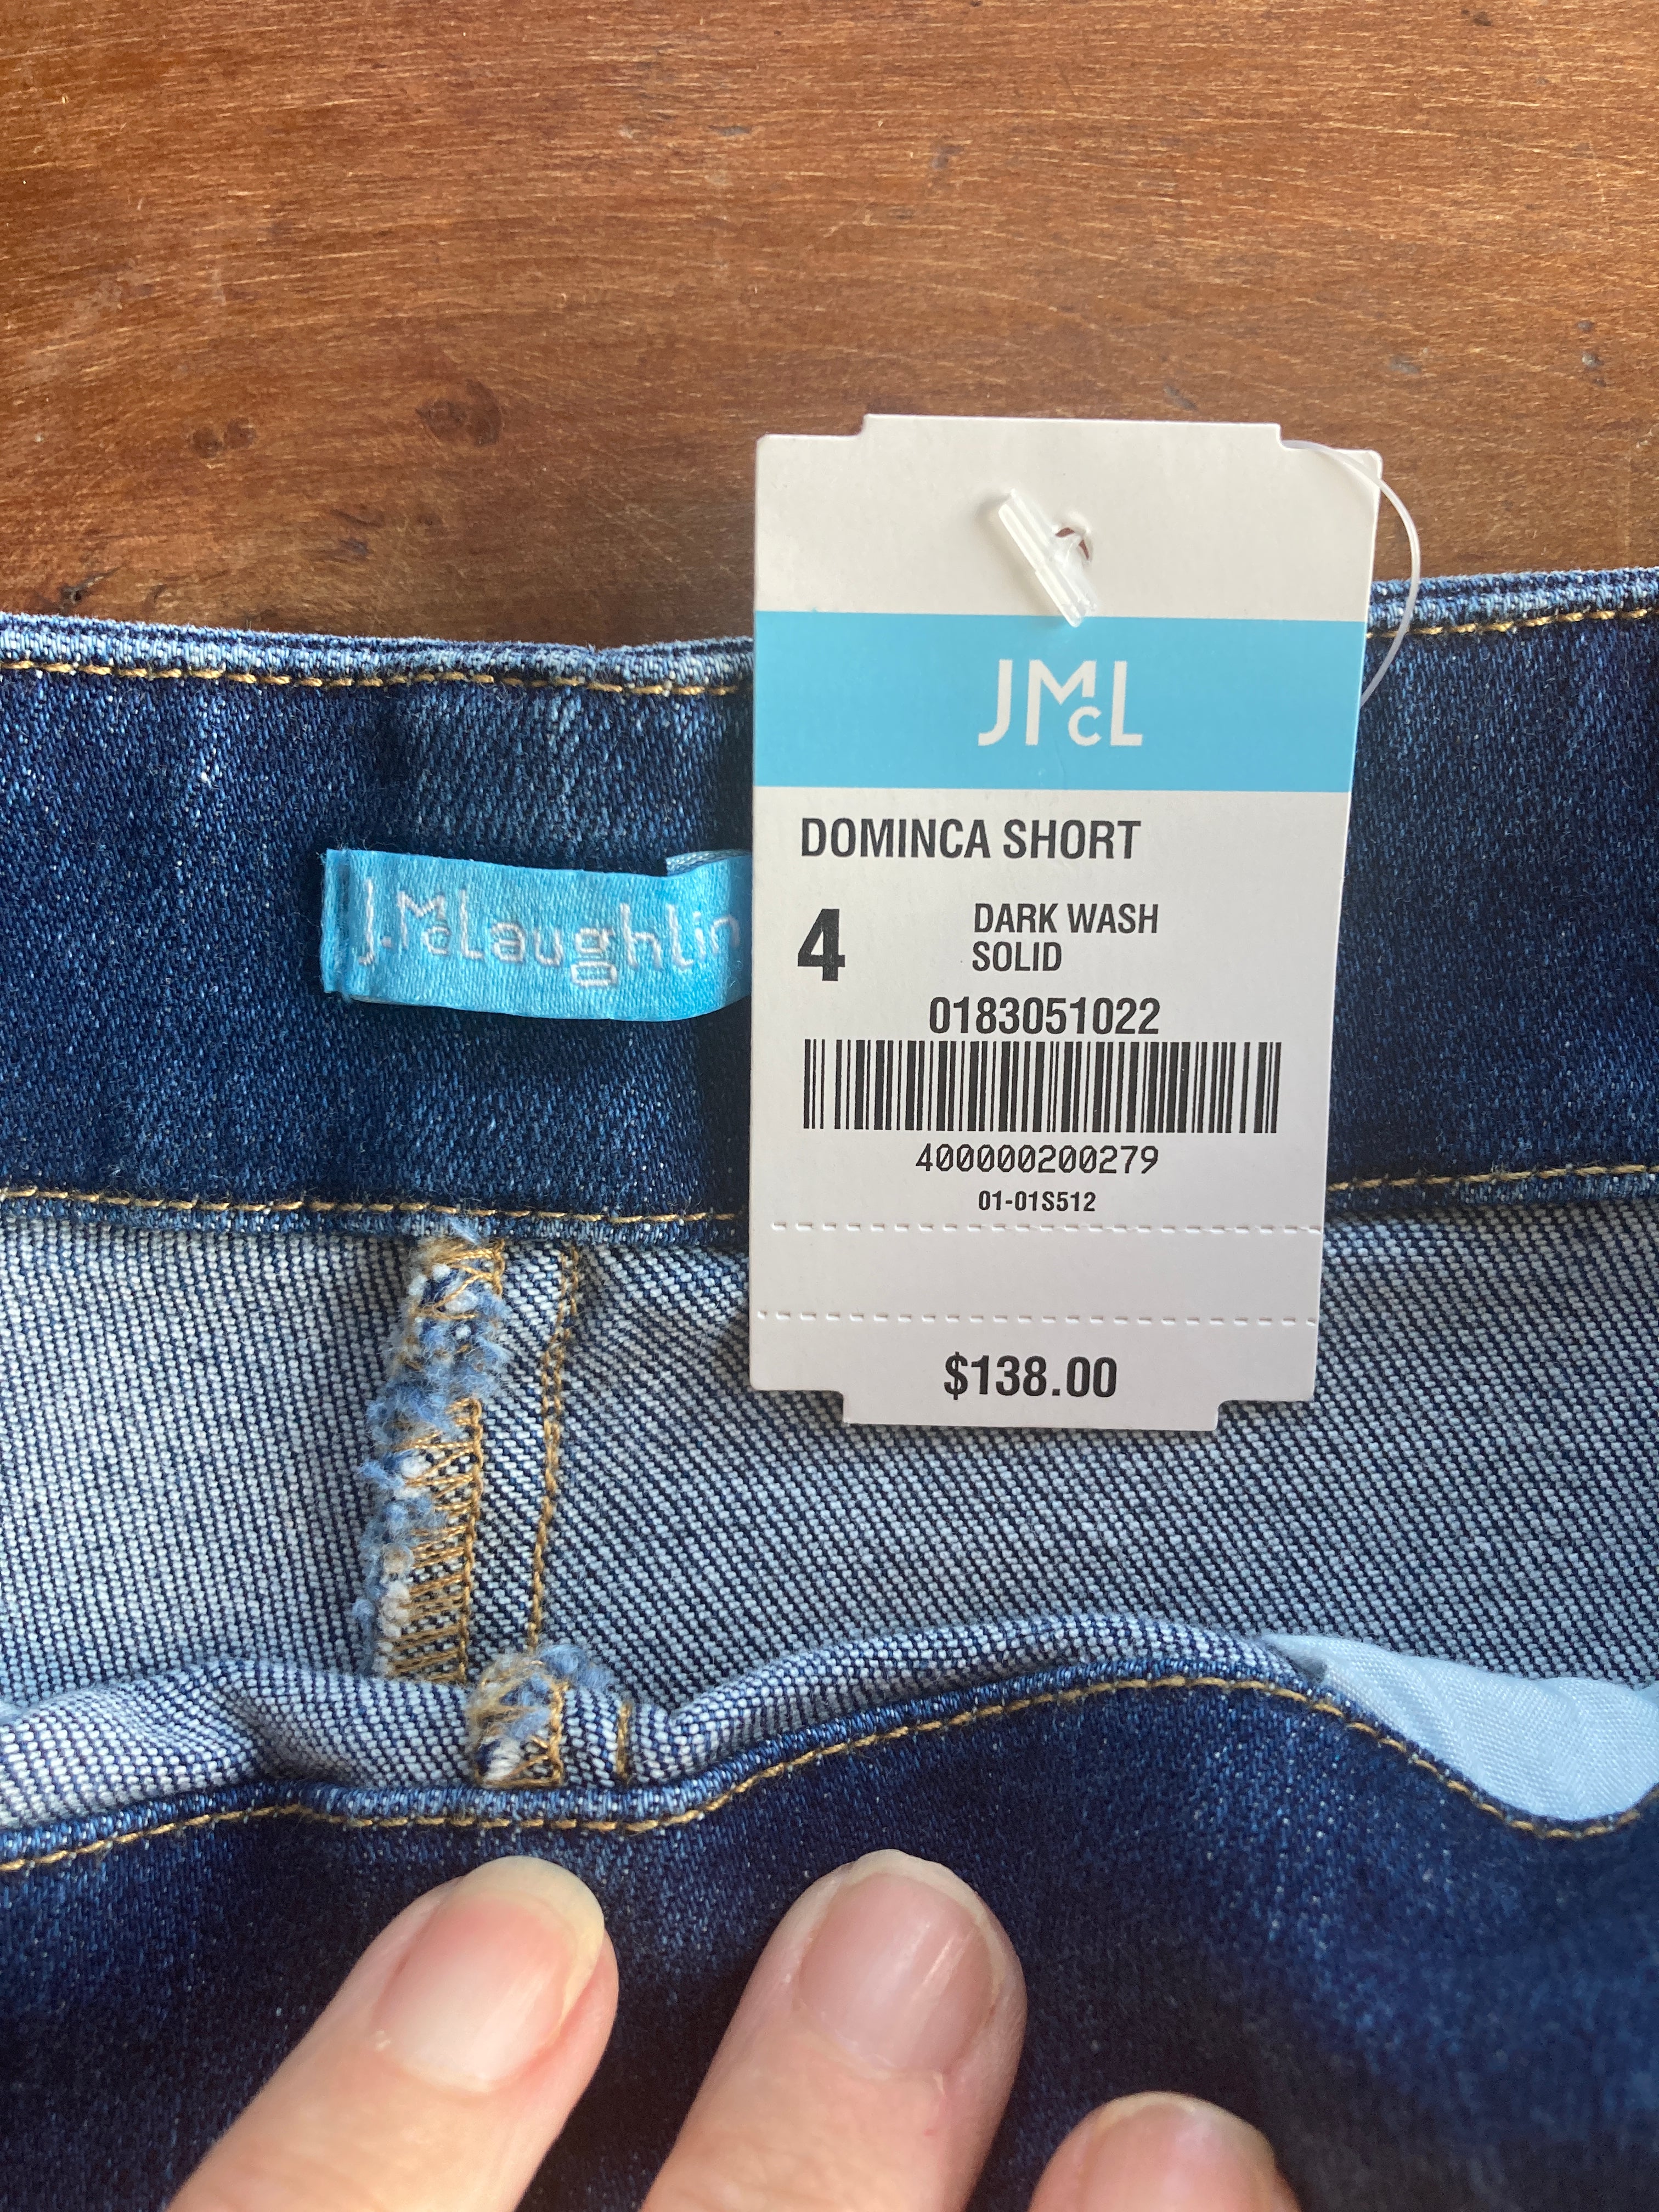 JMcL
DOMINCA SHORT
4 DARK WASH
SOLID
0183051022
400000200279
01-01S512
$138.00
J.McLaughlin